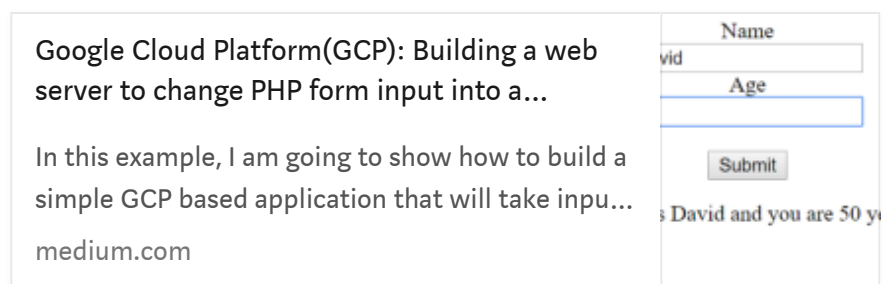 Google Cloud Platform(GCP): Building a web
server to change PHP form input into a...
In this example, I am going to show how to build a
simple GCP based application that will take inpu...
medium.com
Name
vid
Age
Submit
s David and you are 50 ye